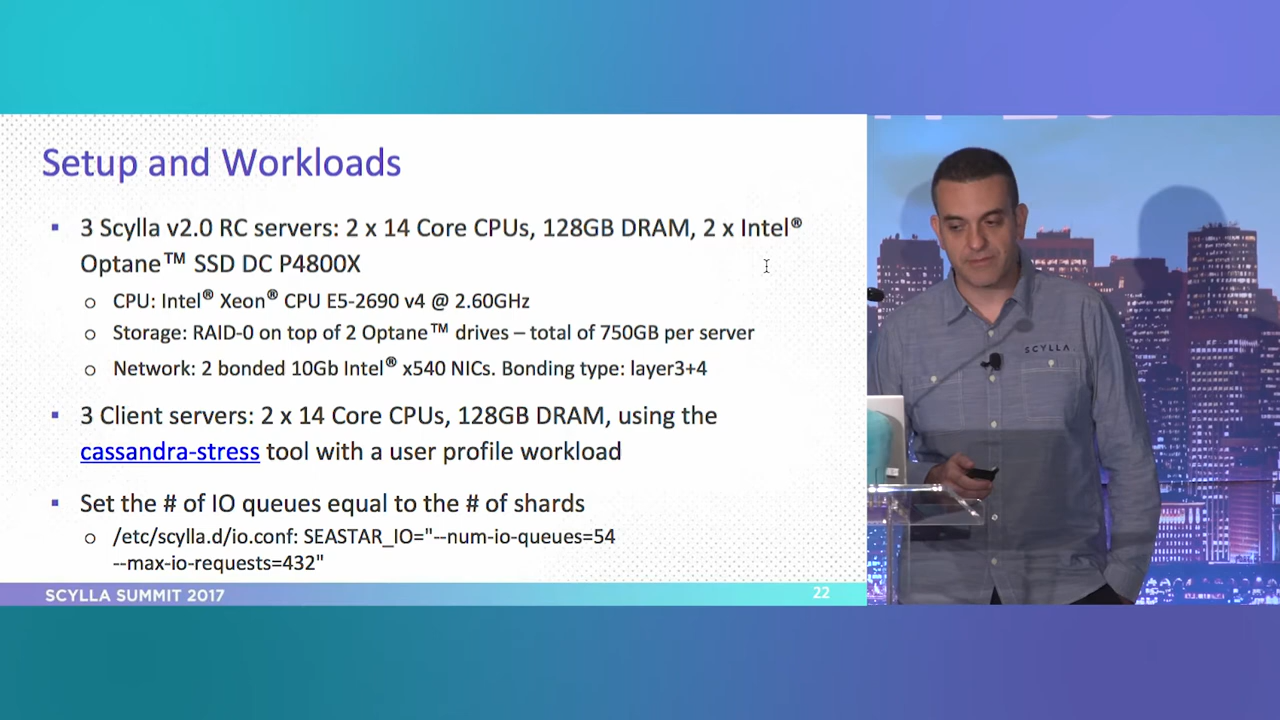 Setup and Workloads
▪ 3 Scylla v2.0 RC servers: 2 x 14 Core CPUs, 128GB DRAM, 2 x Intel®
Optane™ SSD DC P4800X
o CPU: Intel® Xeon® CPU E5-2690 v4 @ 2.60GHz
o Storage: RAID-0 on top of 2 Optane™ drives – total of 750GB per server
o Network: 2 bonded 10Gb Intel® x540 NICs. Bonding type: layer3+4
▪ 3 Client servers: 2 x 14 Core CPUs, 128GB DRAM, using the
cassandra-stress tool with a user profile workload
▪ Set the # of IO queues equal to the # of shards
o /etc/scylla.d/io.conf: SEASTAR_IO="--num-io-queues=54
--max-io-requests=432"
SCYLLA SUMMIT 2017
22
SCYLLA